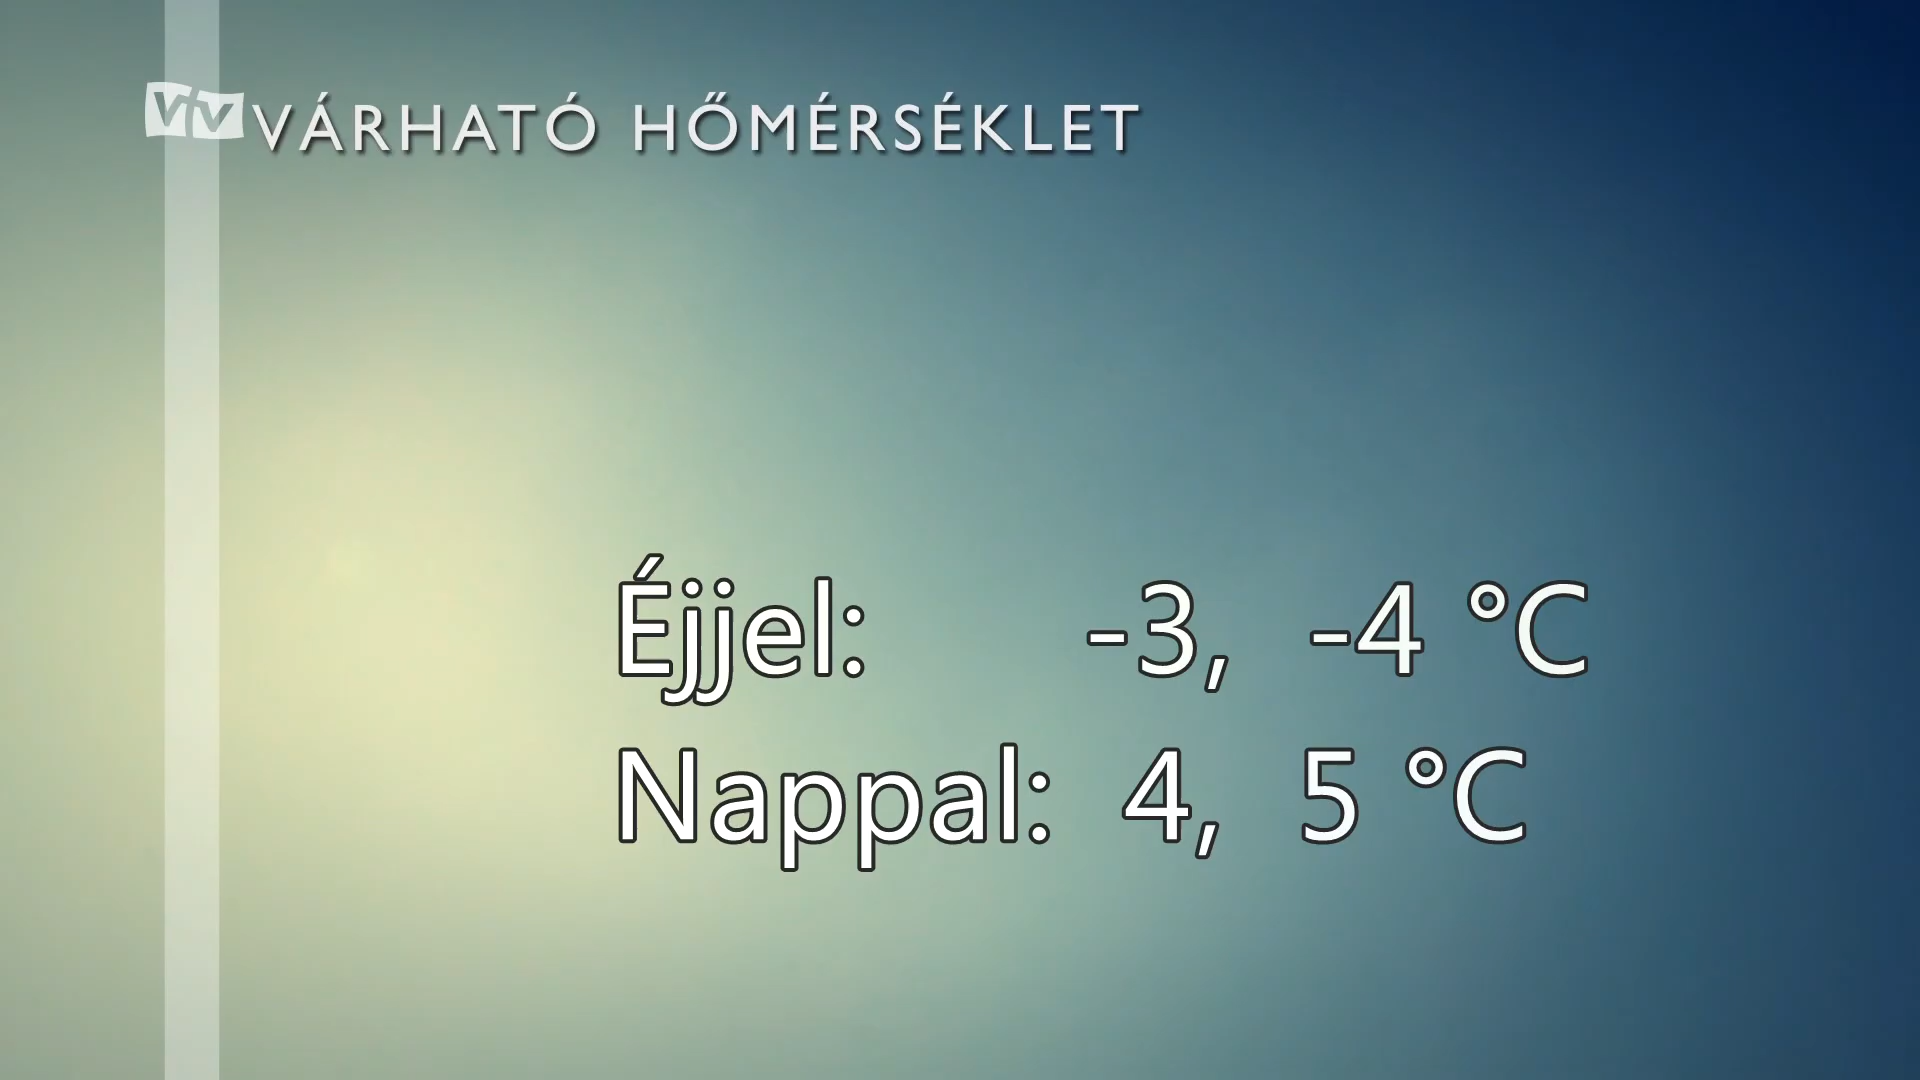 VTV VÁRHATÓ HŐMÉRSÉKLET
Éjjel: -3, -4 °C
Nappal: 4, 5 °C